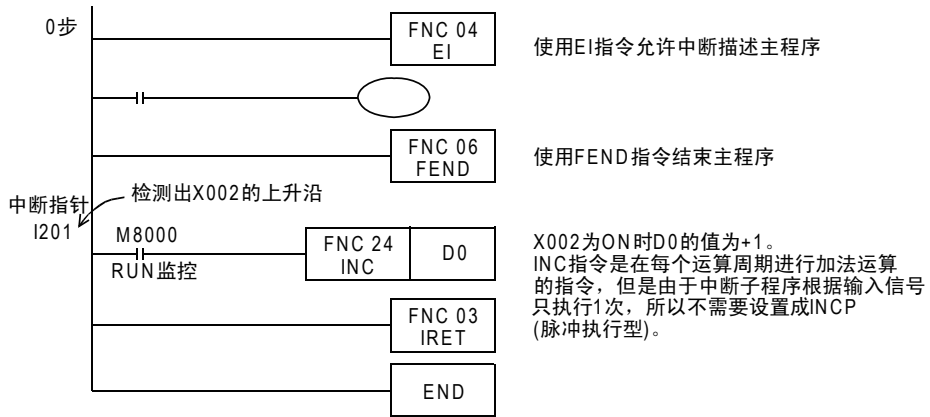 0步
FNC 04
EI
使用EI指令允许中断描述主程序
FNC 06
FEND
使用FEND指令结束主程序
中断指针
I201
检测出X002的上升沿
M8000
RUN监控
FNC 24
INC
D0
X002为ON时D0的值为+1。
INC指令是在每个运算周期进行加法运算
的指令，但是由于中断子程序根据输入信号
只执行1次，所以不需要设置成INCP
(脉冲执行型)。
FNC 03
IRET
END